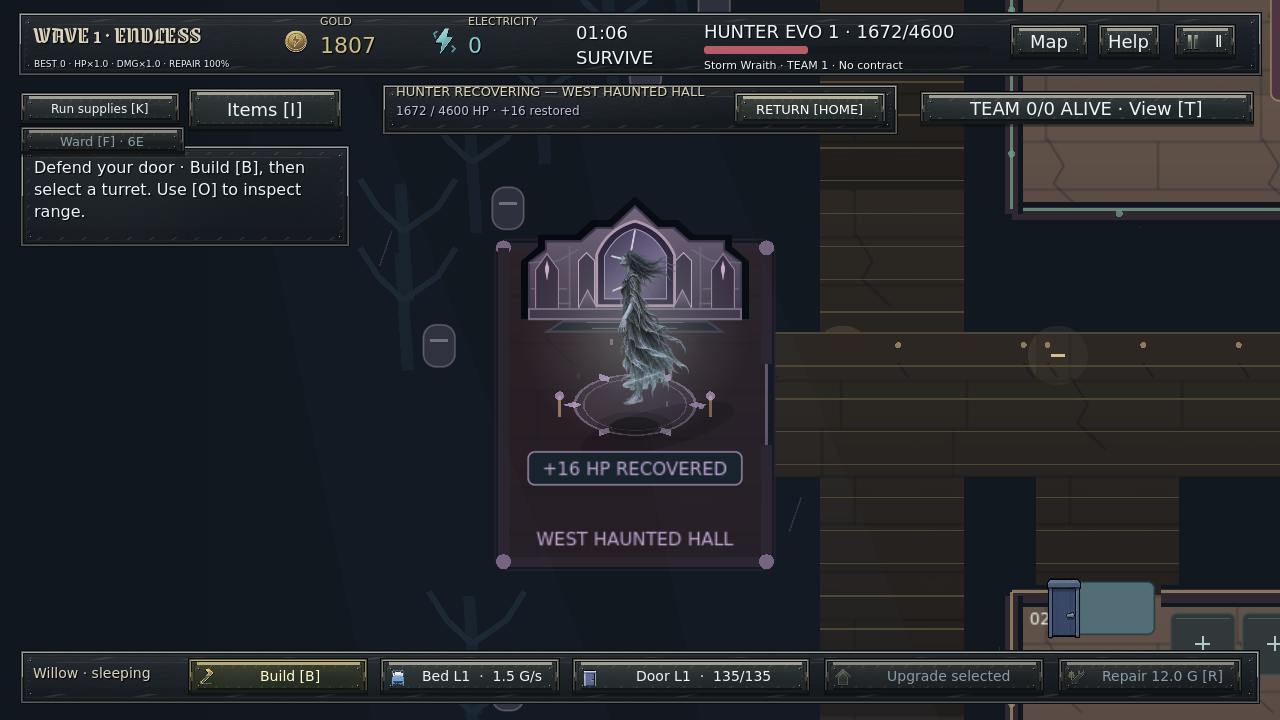 WAVE 1 · ENDLESS
BEST 0 · HP×1.0 · DMG×1.0 · REPAIR 100%
GOLD
1807
ELECTRICITY
0
01:06
SURVIVE
HUNTER EVO 1 · 1672/4600
Storm Wraith · TEAM 1 · No contract
Map
Help
Run supplies [K]
Items [I]
HUNTER RECOVERING — WEST HAUNTED HALL
1672 / 4600 HP · +16 restored
RETURN [HOME]
TEAM 0/0 ALIVE · View [T]
Ward [F] · 6E
Defend your door · Build [B], then
select a turret. Use [O] to inspect
range.
+16 HP RECOVERED
WEST HAUNTED HALL
02
Willow · sleeping
Build [B]
Bed L1 · 1.5 G/s
Door L1 · 135/135
Upgrade selected
Repair 12.0 G [R]